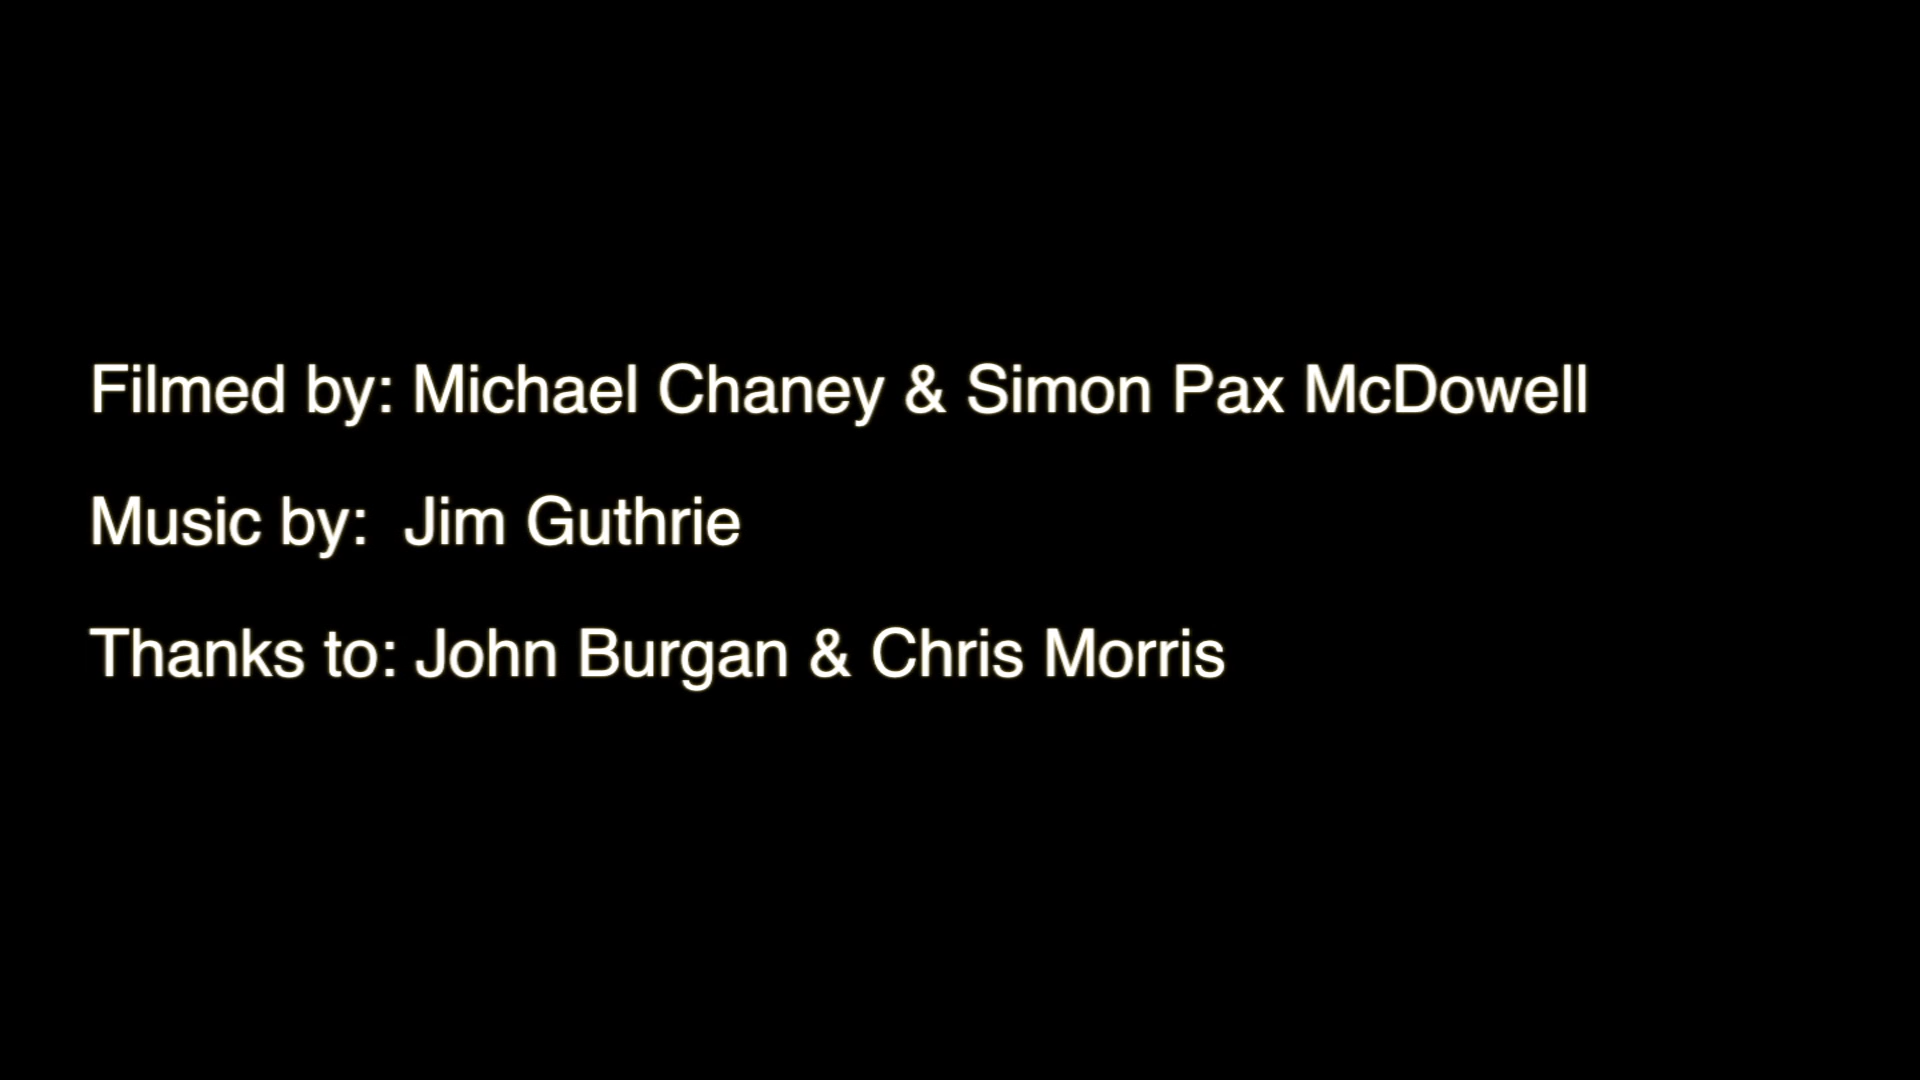 Filmed by: Michael Chaney & Simon Pax McDowell
Music by:  Jim Guthrie
Thanks to: John Burgan & Chris Morris